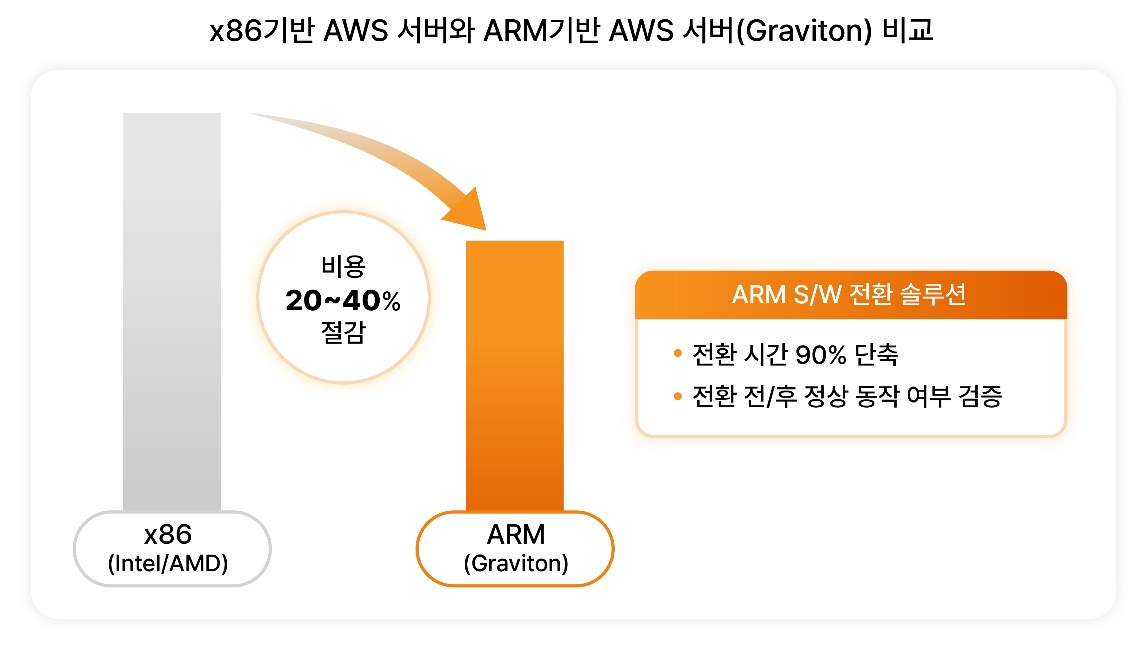 x86기반 AWS 서버와 ARM기반 AWS 서버(Graviton) 비교
비용
20~40%
절감
ARM S/W 전환 솔루션
• 전환 시간 90% 단축
• 전환 전/후 정상 동작 여부 검증
x86
(Intel/AMD)
ARM
(Graviton)